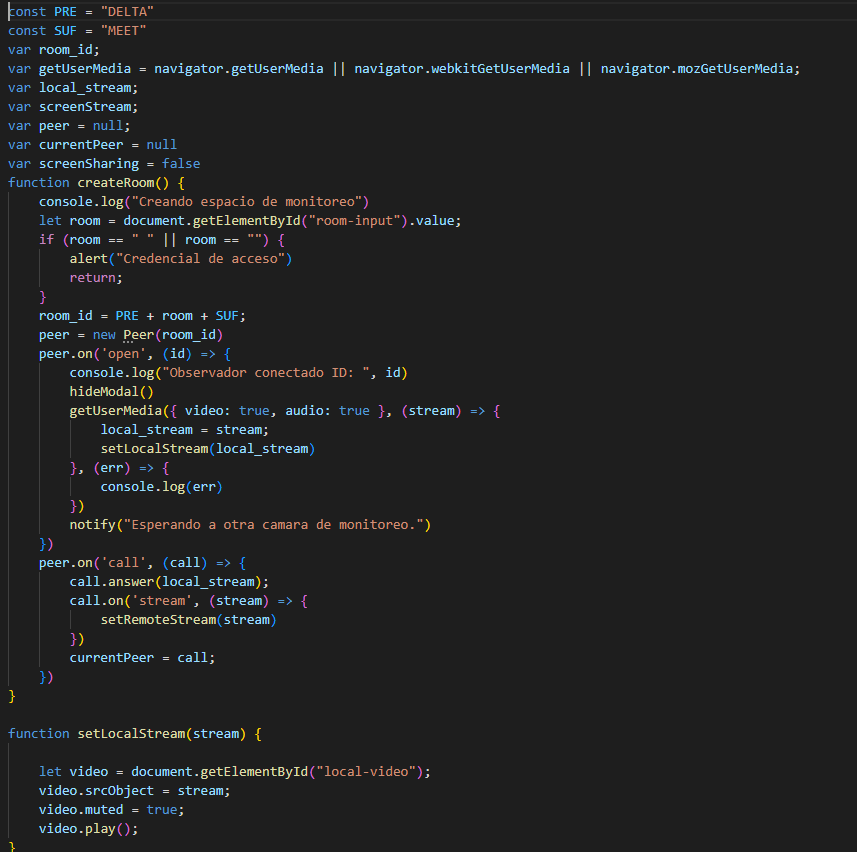 const PRE = "DELTA"
const SUF = "MEET"
var room_id;
var getUserMedia = navigator.getUserMedia || navigator.webkitGetUserMedia || navigator.mozGetUserMedia;
var local_stream;
var screenStream;
var peer = null;
var currentPeer = null
var screenSharing = false
function createRoom() {
    console.log("Creando espacio de monitoreo")
    let room = document.getElementById("room-input").value;
    if (room == " " || room == "") {
        alert("Credencial de acceso")
        return;
    }
    room_id = PRE + room + SUF;
    peer = new Peer(room_id)
    peer.on('open', (id) => {
        console.log("Observador conectado ID: ", id)
        hideModal()
        getUserMedia({ video: true, audio: true }, (stream) => {
            local_stream = stream;
            setLocalStream(local_stream)
        }, (err) => {
            console.log(err)
        })
        notify("Esperando a otra camara de monitoreo.")
    })
    peer.on('call', (call) => {
        call.answer(local_stream);
        call.on('stream', (stream) => {
            setRemoteStream(stream)
        })
        currentPeer = call;
    })
}

function setLocalStream(stream) {

    let video = document.getElementById("local-video");
    video.srcObject = stream;
    video.muted = true;
    video.play();
}